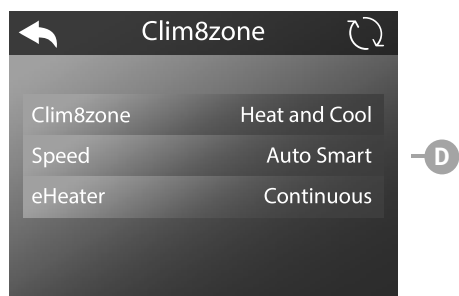 Clim8zone
Clim8zone Heat and Cool
Speed Auto Smart
D
eHeater Continuous